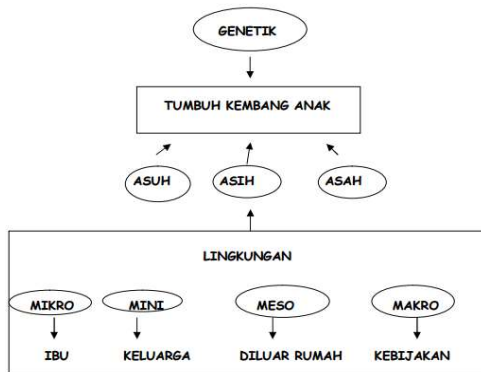 GENETIK
TUMBUH KEMBANG ANAK
ASUH ASIH ASAH
LINGKUNGAN
MIKRO MINI MESO MAKRO
IBU KELUARGA DILUAR RUMAH KEBIJAKAN